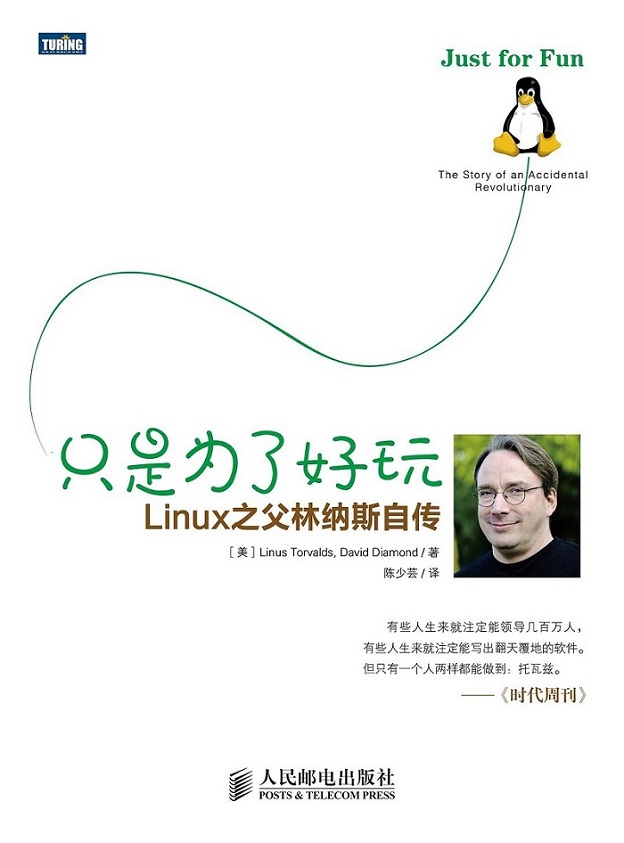 TURING
Just for Fun
The Story of an Accidental
Revolutionary
只是为了好玩
Linux之父林纳斯自传
[美] Linus Torvalds, David Diamond / 著
陈少芸 / 译
有些人生来就注定能领导几百万人，
有些人生来就注定能写出翻天覆地的软件。
但只有一个人两样都能做到：托瓦兹。
——《时代周刊》
人民邮电出版社
POSTS & TELECOM PRESS